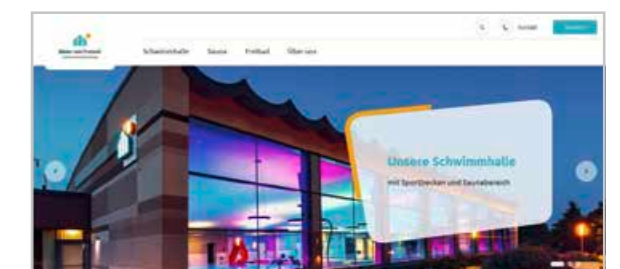 Kontakt
Schwimmhalle Sauna Freibad Über uns
Unsere Schwimmhalle
mit Sportbecken und Saunabereich